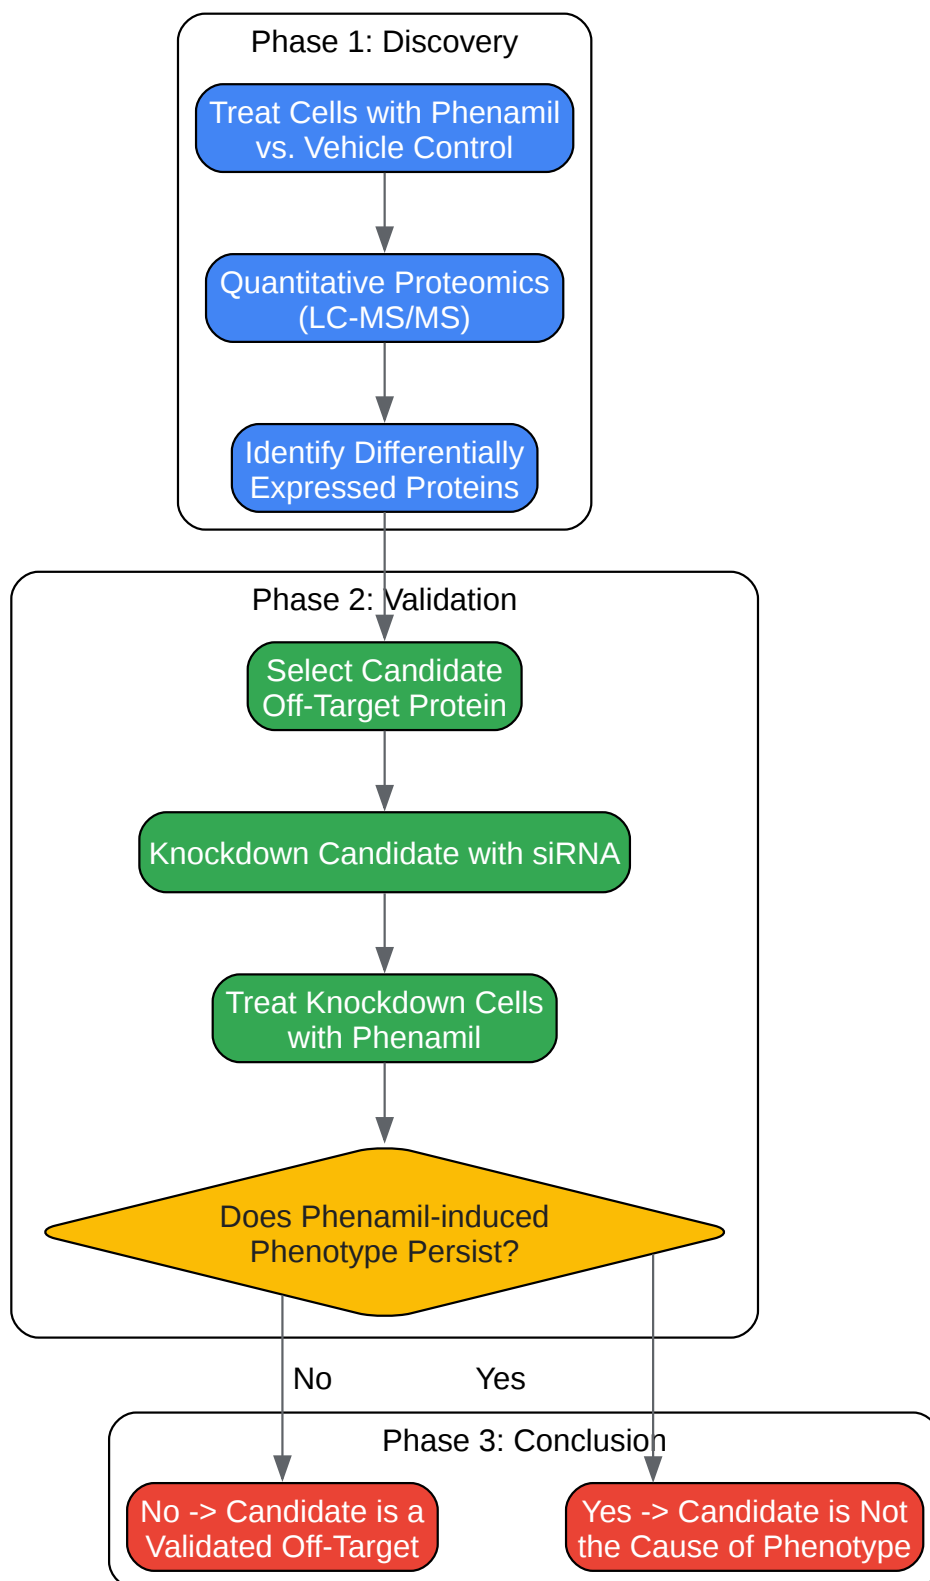 Phase 1: Discovery
Treat Cells with Phenamil
vs. Vehicle Control
Quantitative Proteomics
(LC-MS/MS)
Identify Differentially
Expressed Proteins
Phase 2: Validation
Select Candidate
Off-Target Protein
Knockdown Candidate with siRNA
Treat Knockdown Cells
with Phenamil
Does Phenamil-induced
Phenotype Persist?
No
Yes
Phase 3: Conclusion
No -> Candidate is a
Validated Off-Target
Yes -> Candidate is Not
the Cause of Phenotype